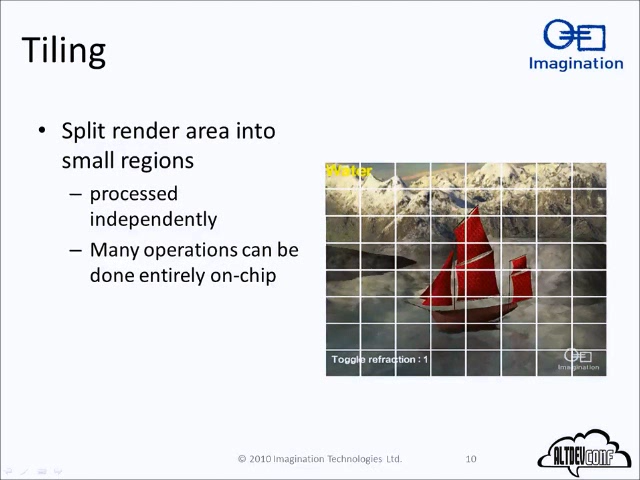 Tiling
Imagination
• Split render area into
small regions
– processed
independently
– Many operations can be
done entirely on-chip
Water
Toggle refraction : 1
Imagination
© 2010 Imagination Technologies Ltd.
10
ALTDEVCONF